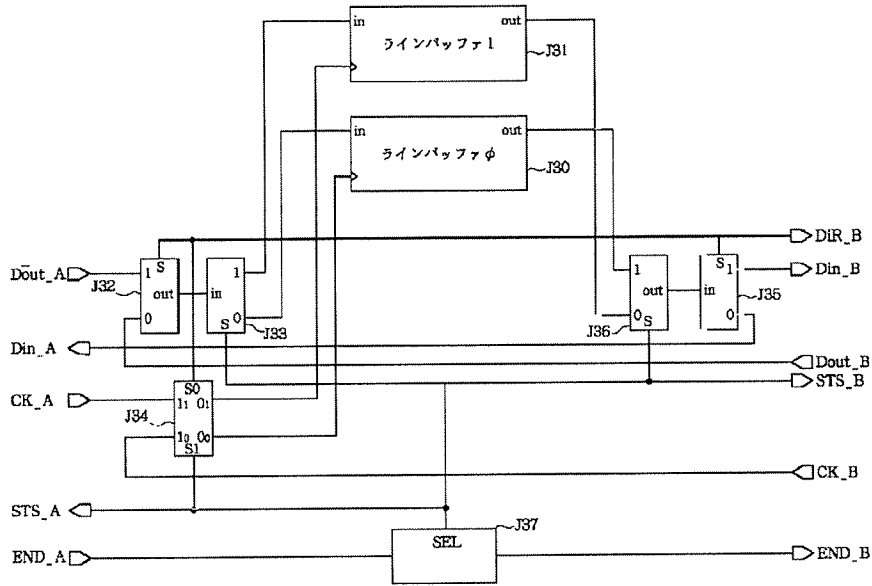 in
out
ラインバッファ1
J31
in
out
ラインバッファφ
J30
DiR_B
Dout_A
1
S
out
0
J32
in
1
0
S
J33
1
out
0
S
J36
in
S
1
0
J35
Din_B
Din_A
Dout_B
STS_B
CK_A
S0
1₁
0₁
J34
1₀
0₀
S1
CK_B
STS_A
J37
SEL
END_A
END_B